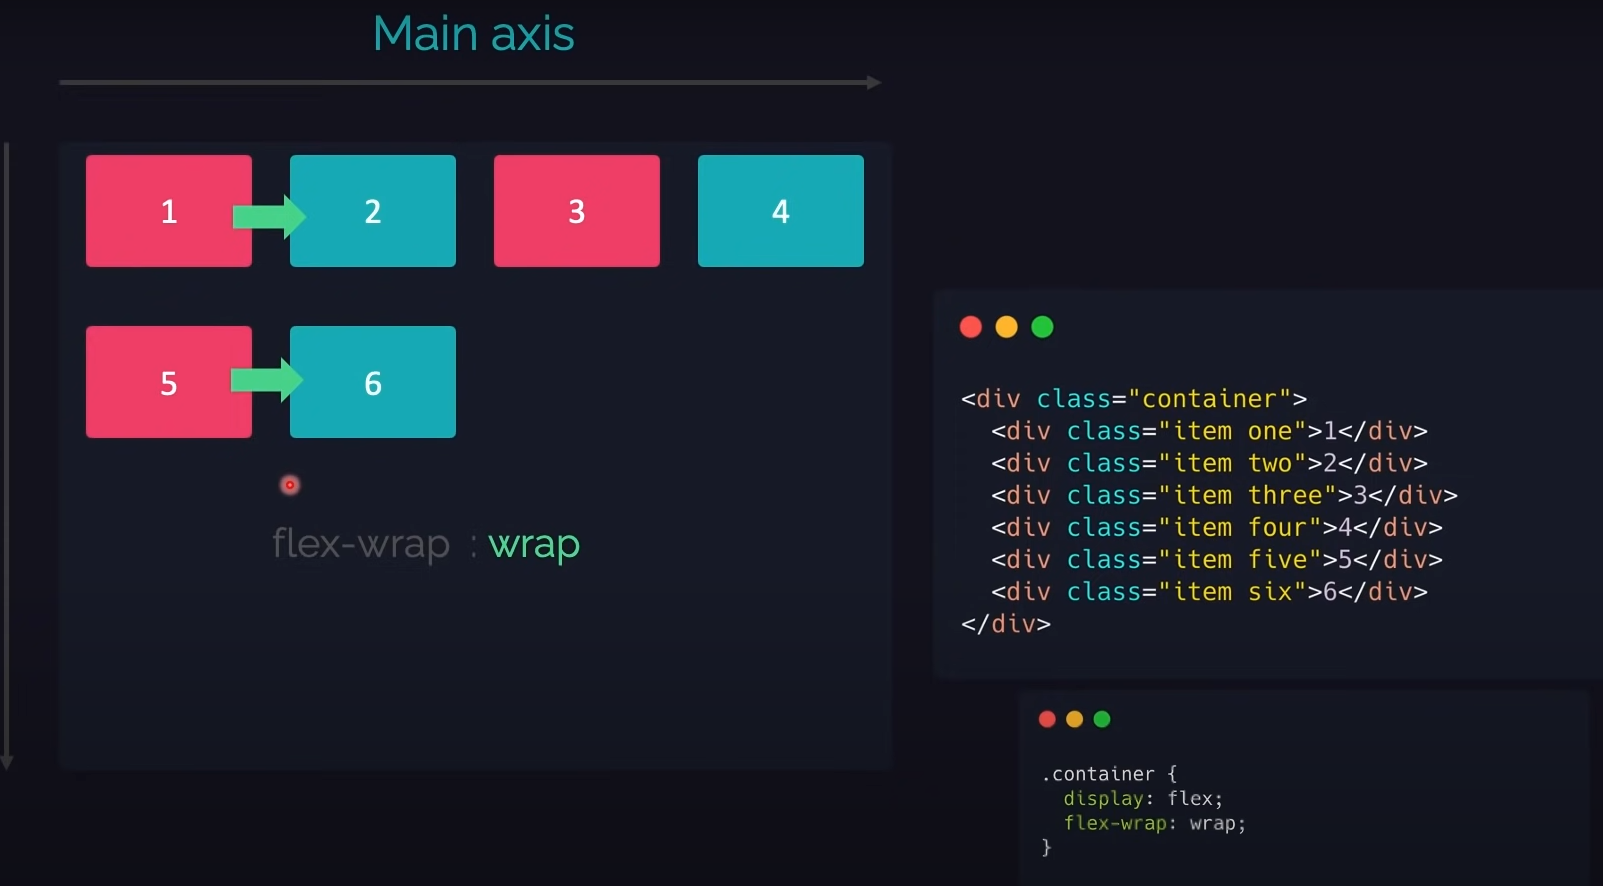 Main axis
1 2 3 4
5 6
flex-wrap : wrap
<div class="container">
  <div class="item one">1</div>
  <div class="item two">2</div>
  <div class="item three">3</div>
  <div class="item four">4</div>
  <div class="item five">5</div>
  <div class="item six">6</div>
</div>
.container {
  display: flex;
  flex-wrap: wrap;
}